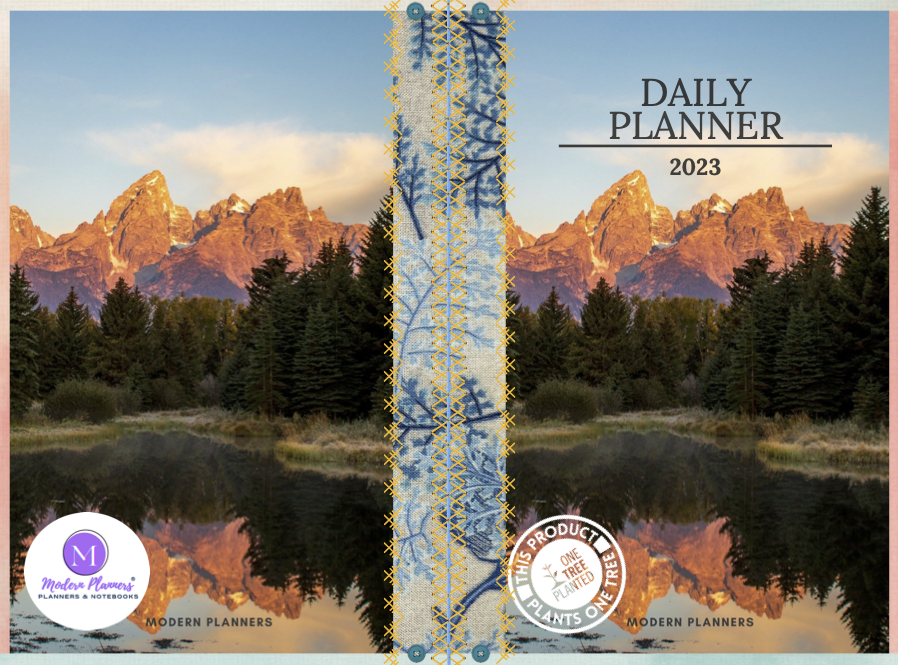 DAILY
PLANNER
2023
M
Modern Planners®
PLANNERS & NOTEBOOKS
MODERN PLANNERS
THIS PRODUCT
PLANTS ONE TREE
ONE
TREE
PLANTED
MODERN PLANNERS